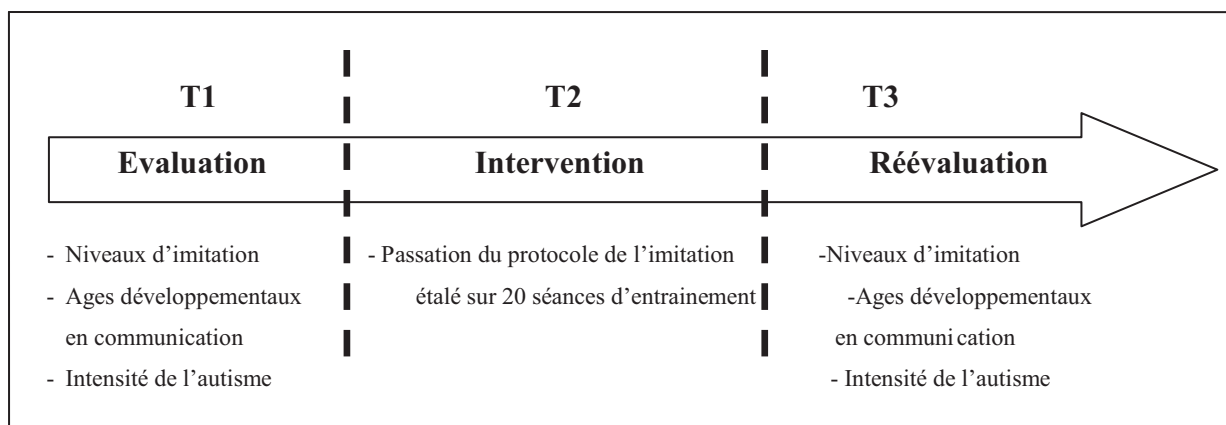 T1
T2
T3
Evaluation
Intervention
Réévaluation
- Niveaux d’imitation
- Ages développementaux
en communication
- Intensité de l’autisme
- Passation du protocole de l’imitation
étalé sur 20 séances d’entrainement
-Niveaux d’imitation
-Ages développementaux
en communication
- Intensité de l’autisme